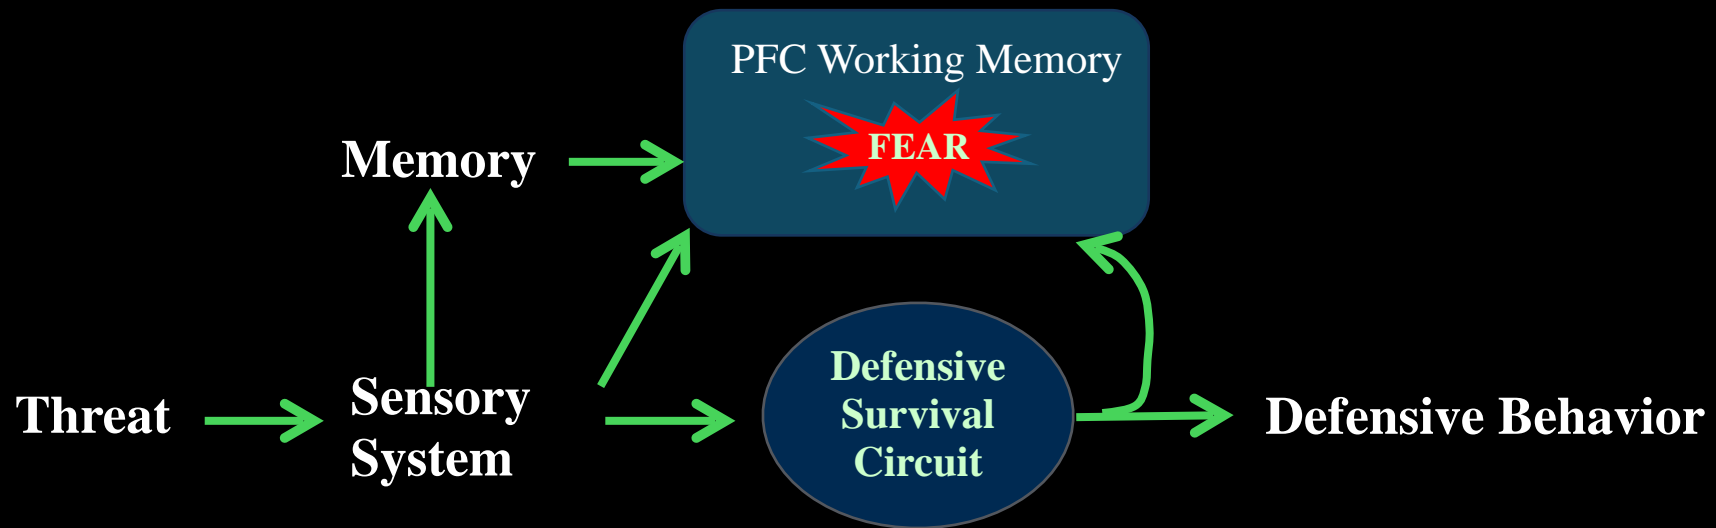 PFC Working Memory
FEAR
Memory
Threat
Sensory
System
Defensive
Survival
Circuit
Defensive Behavior